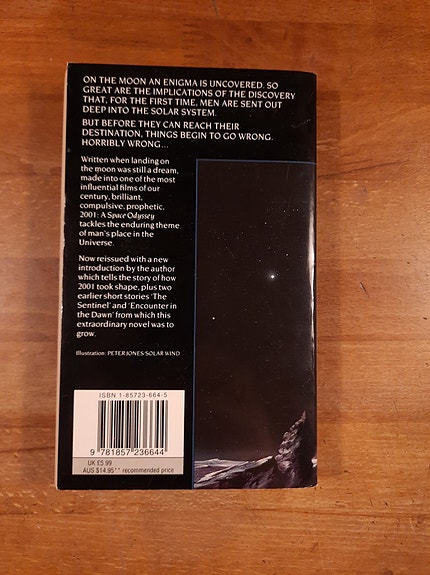 ON THE MOON AN ENIGMA IS UNCOVERED. SO
GREAT ARE THE IMPLICATIONS OF THE DISCOVERY
THAT, FOR THE FIRST TIME, MEN ARE SENT OUT
DEEP INTO THE SOLAR SYSTEM.
BUT BEFORE THEY CAN REACH THEIR
DESTINATION, THINGS BEGIN TO GO WRONG.
HORRIBLY WRONG...
Written when landing on
the moon was still a dream,
made into one of the most
influential films of our
century, brilliant,
compulsive, prophetic,
2001: A Space Odyssey
tackles the enduring theme
of man's place in the
Universe.
Now reissued with a new
introduction by the author
which tells the story of how
2001 took shape, plus two
earlier short stories 'The
Sentinel' and 'Encounter in
the Dawn' from which this
extraordinary novel was to
grow.
Illustration: PETER JONES/SOLAR WIND
ISBN 1-85723-664-5
9 781857 236644
UK £5.99
AUS $14.95** recommended price